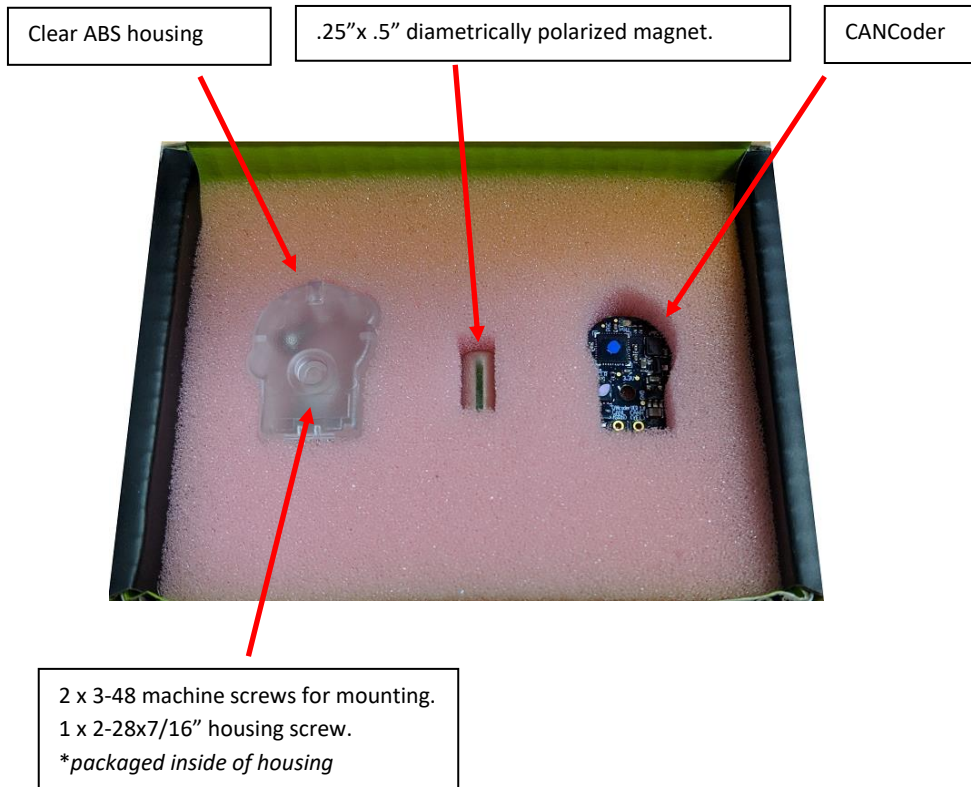 Clear ABS housing
.25”x .5” diametrically polarized magnet.
CANCoder
2 x 3-48 machine screws for mounting.
1 x 2-28x7/16” housing screw.
*packaged inside of housing